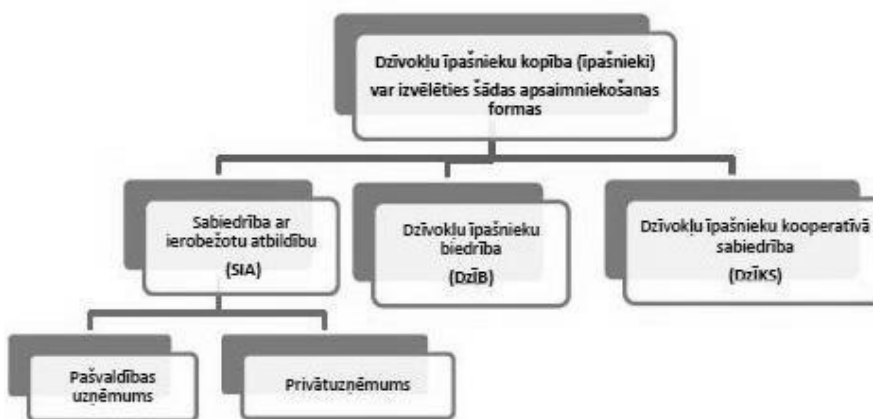 Dzīvokļu īpašnieku kopība (īpašnieki)
var izvēlēties šādas apsaimniekošanas
formas
Sabiedrība ar
ierobežotu atbildību
(SIA)
Dzīvokļu īpašnieku
biedrība
(DzĪB)
Dzīvokļu īpašnieku kooperatīvā
sabiedrība
(DzĪKS)
Pašvaldības
uzņēmums
Privātuzņēmums